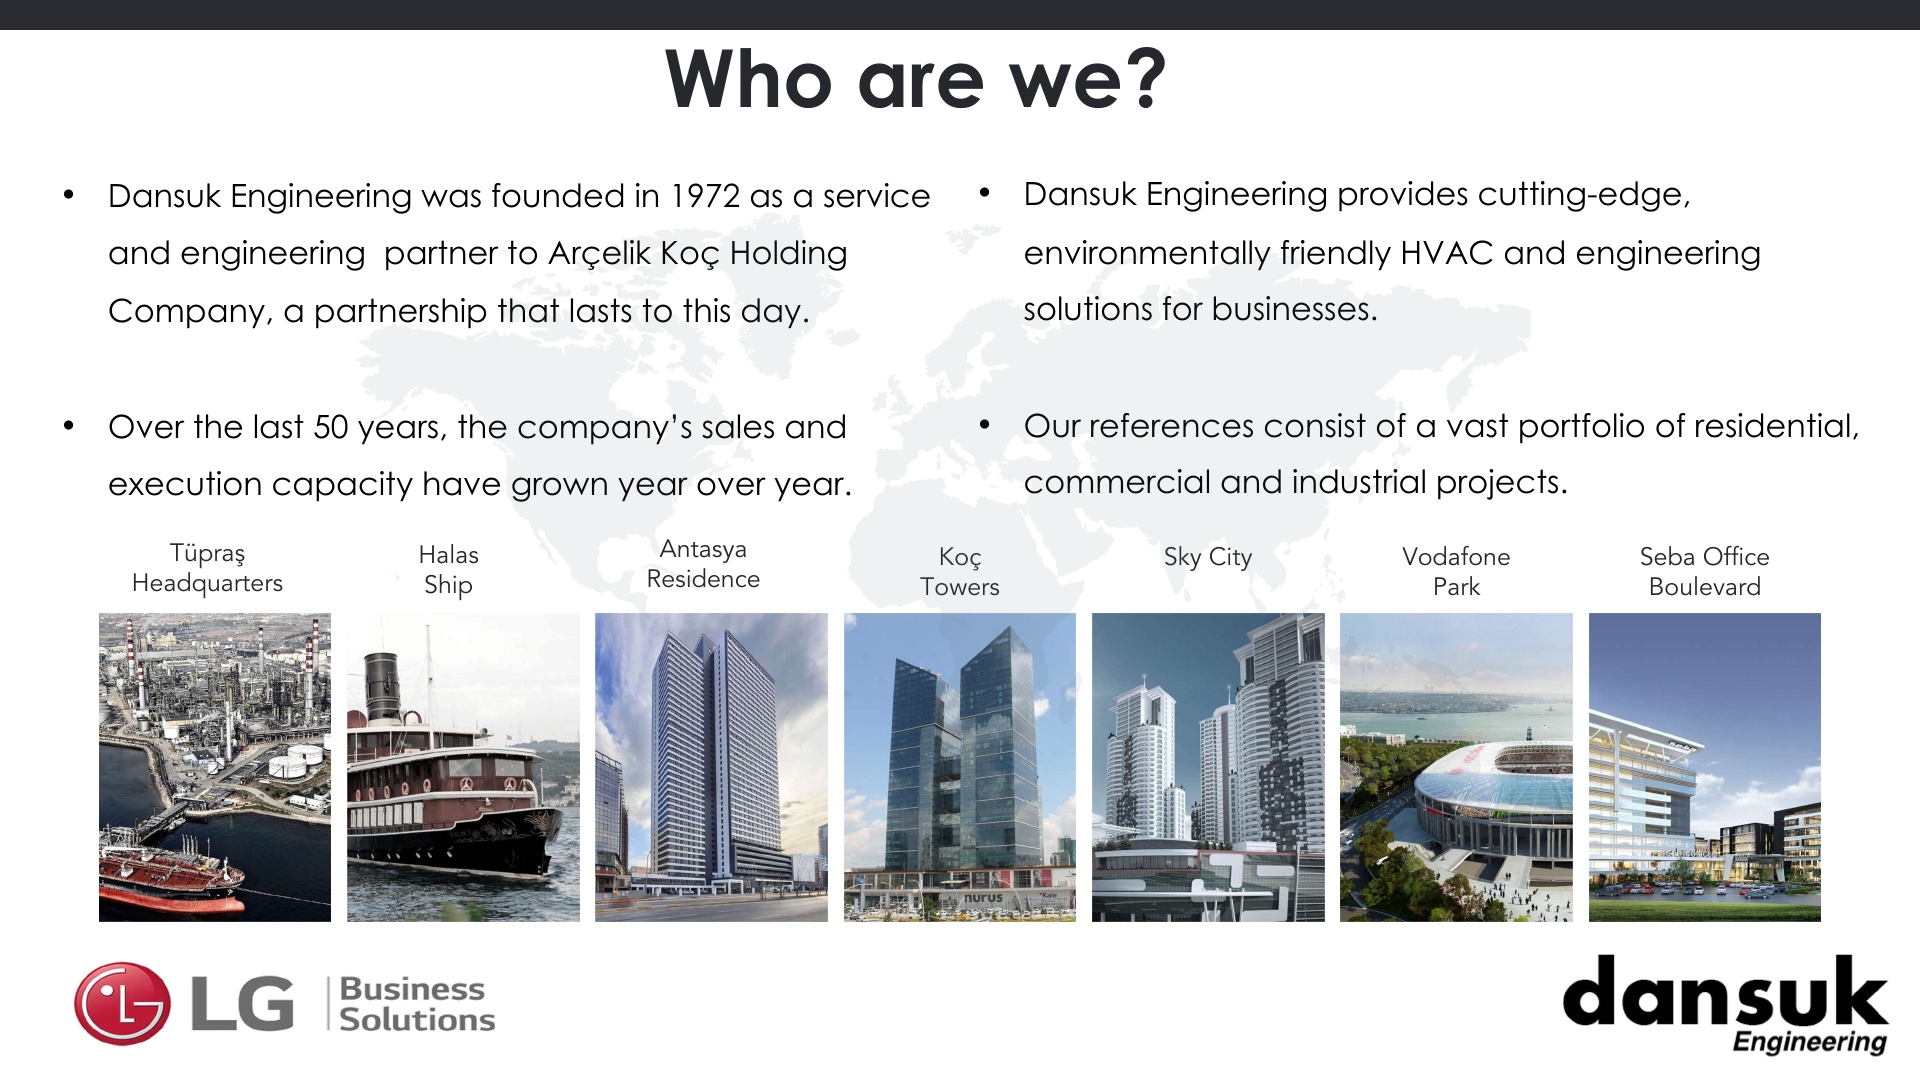 Who are we?
• Dansuk Engineering was founded in 1972 as a service
and engineering  partner to Arçelik Koç Holding
Company, a partnership that lasts to this day.
• Over the last 50 years, the company’s sales and
execution capacity have grown year over year.
• Dansuk Engineering provides cutting-edge,
environmentally friendly HVAC and engineering
solutions for businesses.
• Our references consist of a vast portfolio of residential,
commercial and industrial projects.
Tüpraş
Headquarters
Halas
Ship
Antasya
Residence
Koç
Towers
Sky City
Vodafone
Park
Seba Office
Boulevard
nurus
Kale
LG
Business
Solutions
dansuk
Engineering